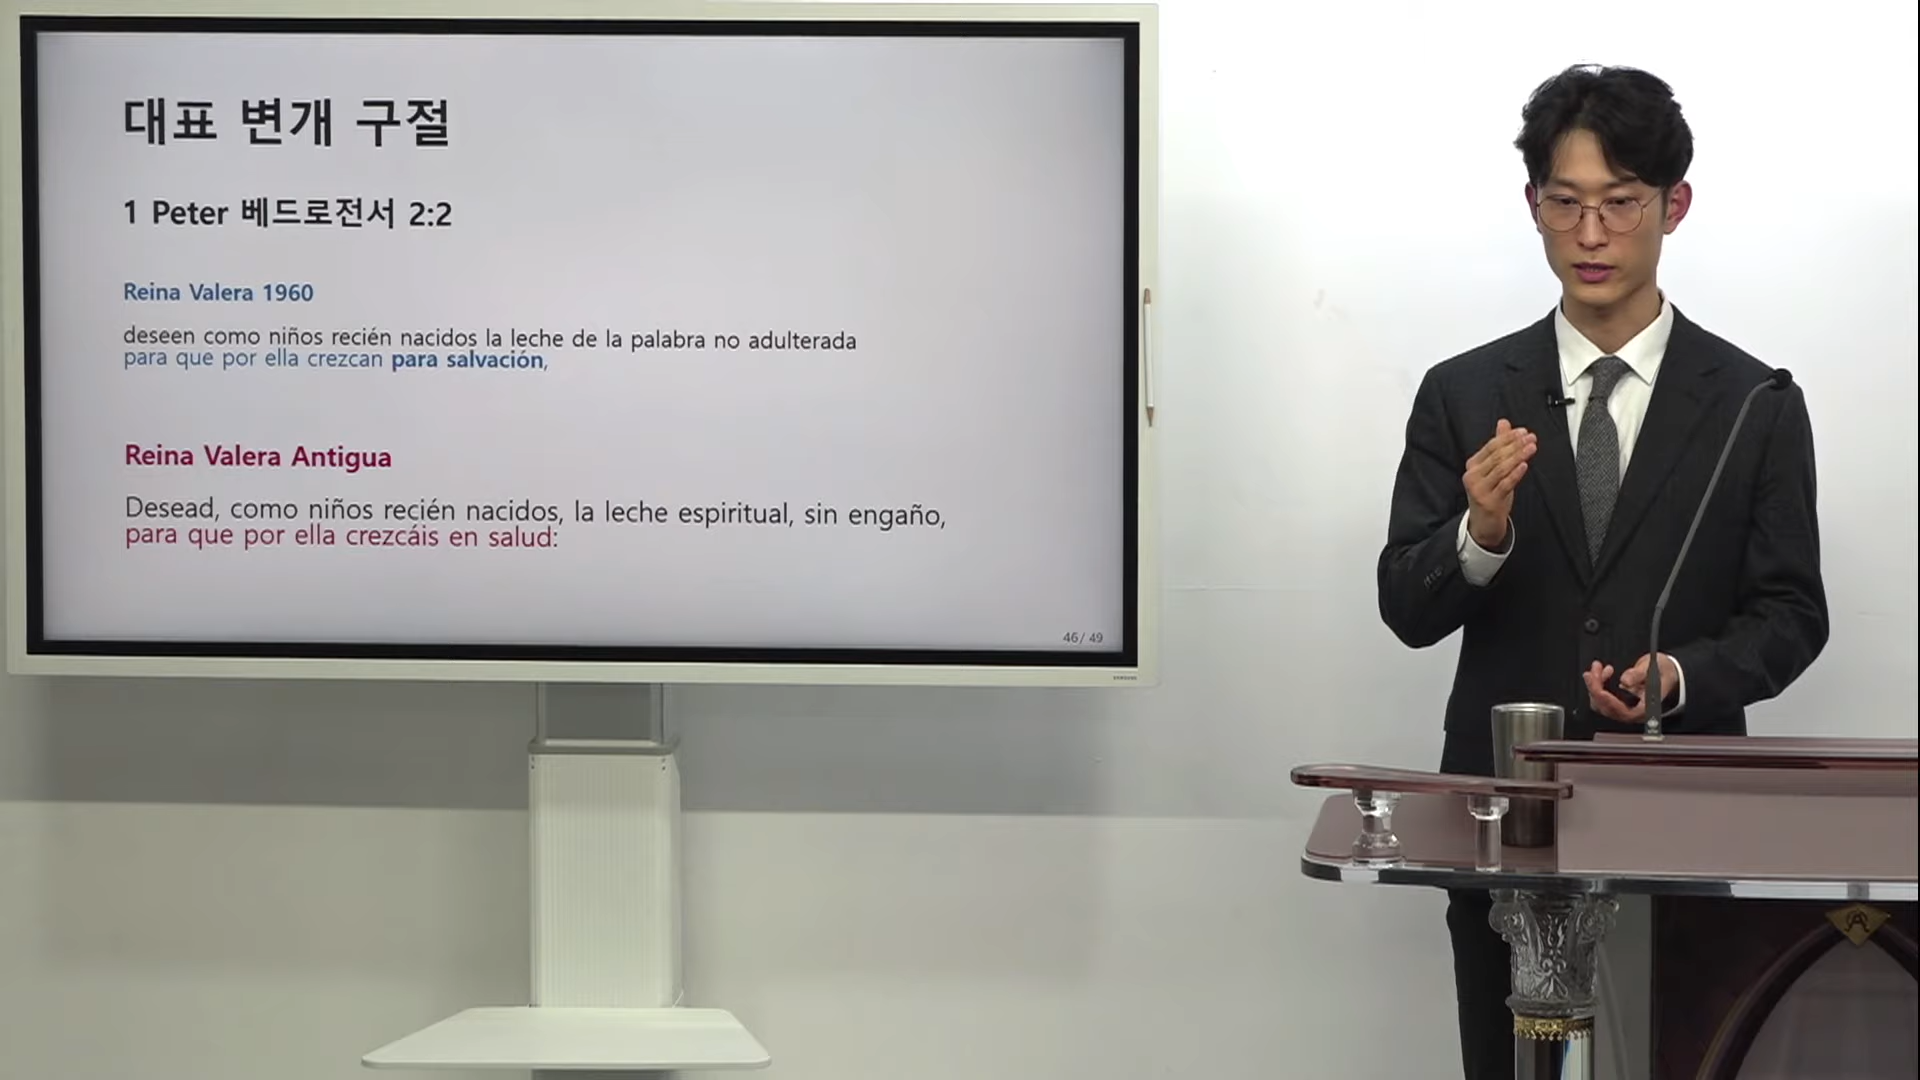 대표 변개 구절
1 Peter 베드로전서 2:2
Reina Valera 1960
deseen como niños recién nacidos la leche de la palabra no adulterada
para que por ella crezcan para salvación,
Reina Valera Antigua
Desead, como niños recién nacidos, la leche espiritual, sin engaño,
para que por ella crezcáis en salud:
46/ 49
SAMSUNG